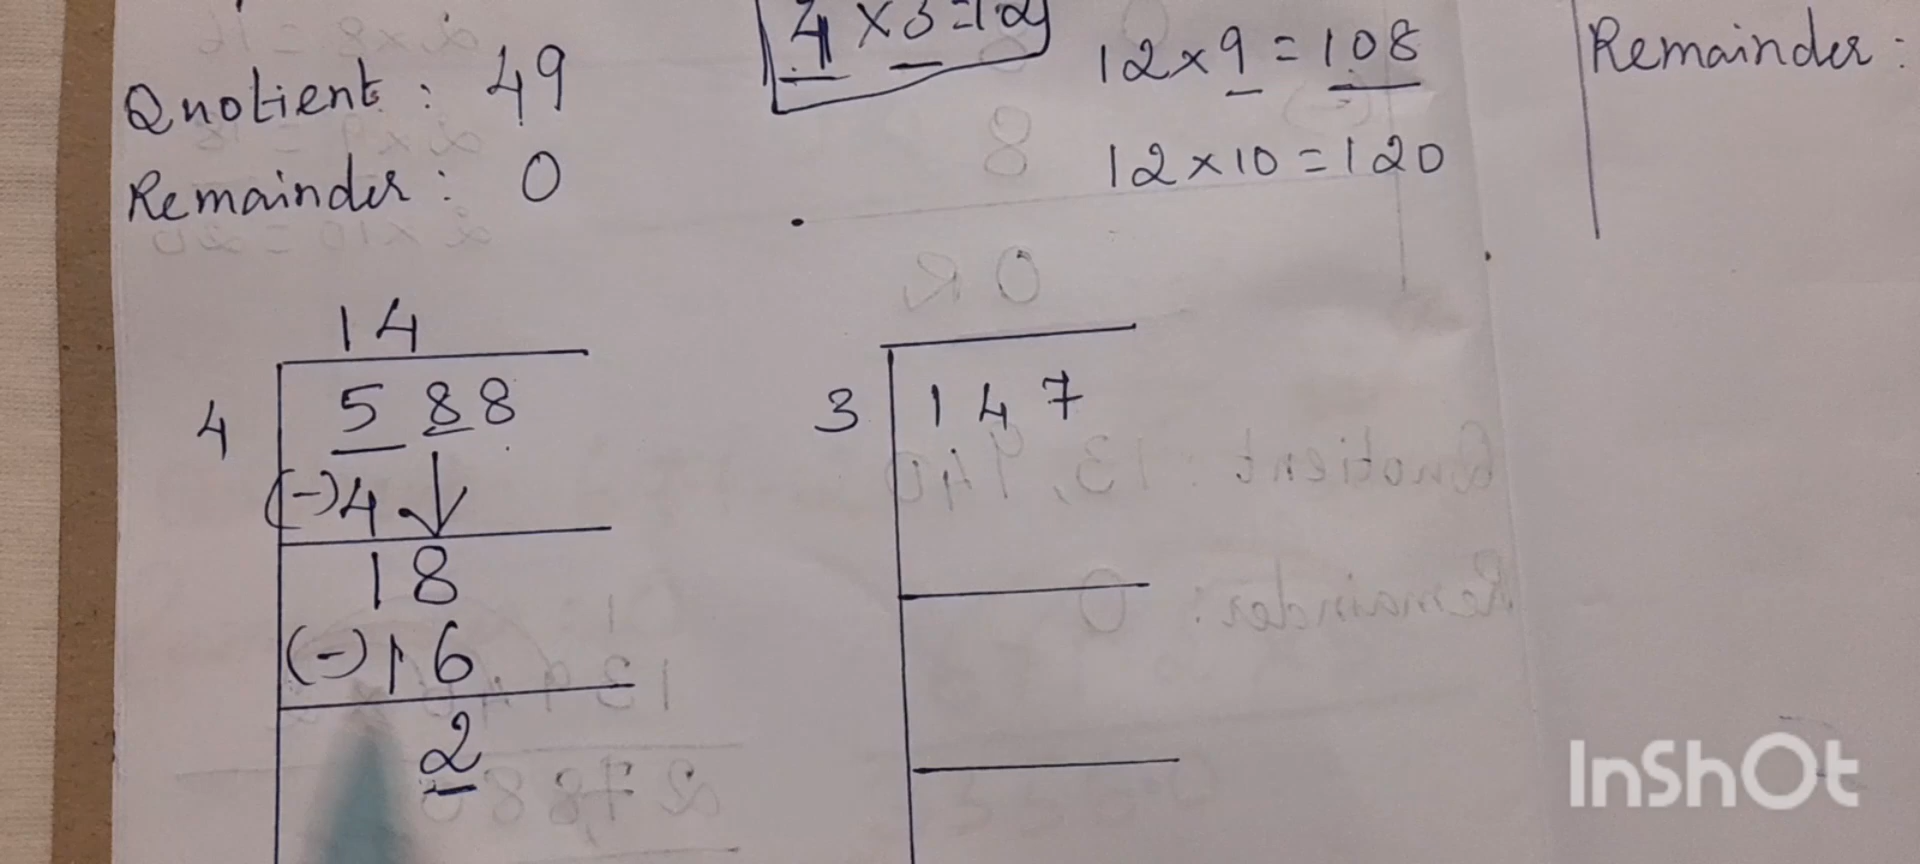 Quotient : 49
Remainder : 0
4 x 3 = 12
12 x 9 = 108
12 x 10 = 120
Remainder :
14
4 588
(-) 4
18
(-) 16
2
3 147
InShOt